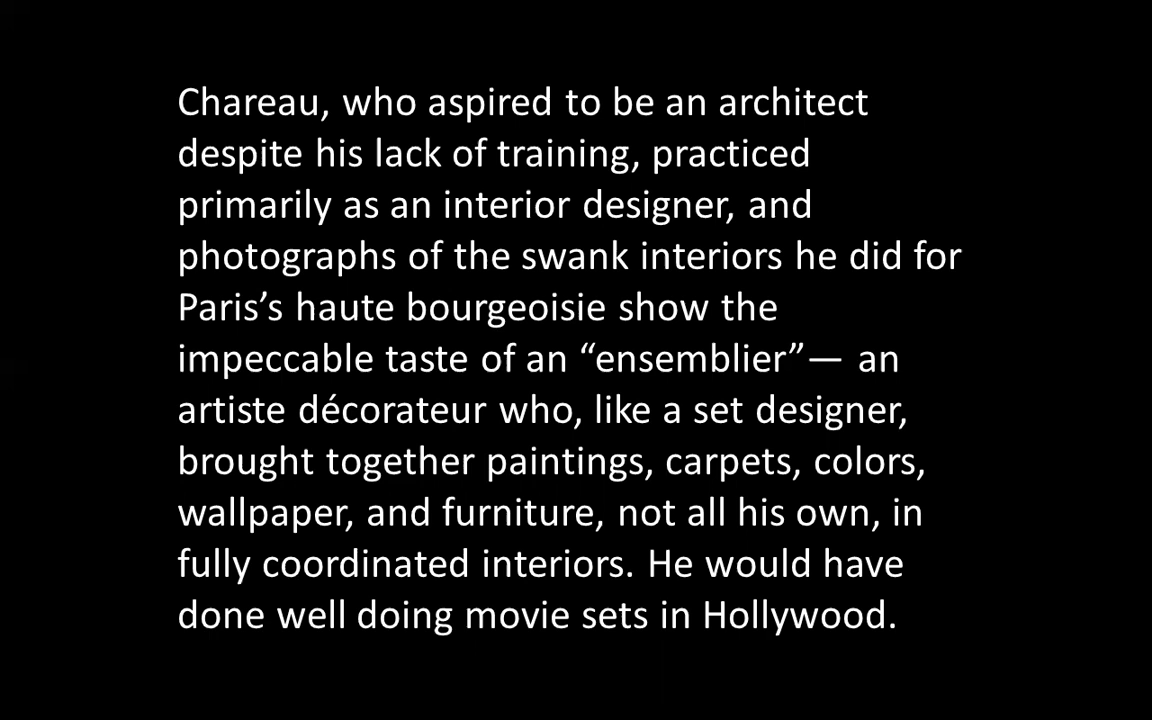 Chareau, who aspired to be an architect
despite his lack of training, practiced
primarily as an interior designer, and
photographs of the swank interiors he did for
Paris’s haute bourgeoisie show the
impeccable taste of an “ensemblier”— an
artiste décorateur who, like a set designer,
brought together paintings, carpets, colors,
wallpaper, and furniture, not all his own, in
fully coordinated interiors. He would have
done well doing movie sets in Hollywood.